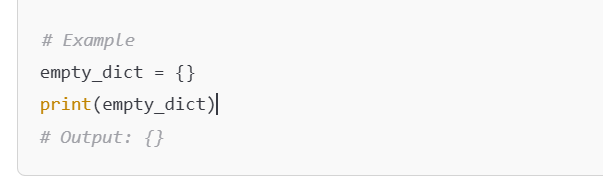 # Example
empty_dict = {}
print(empty_dict)
# Output: {}